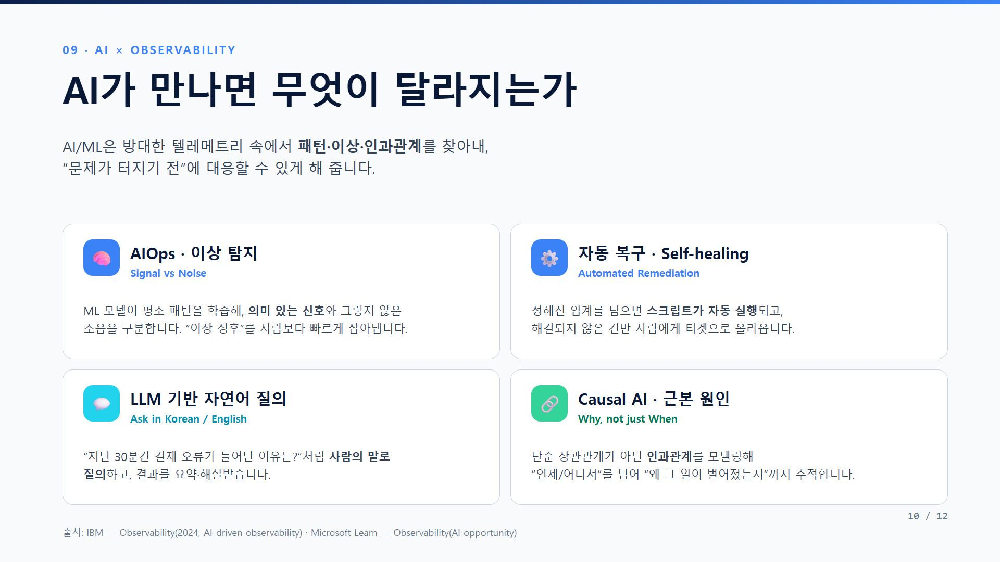 09 · AI × OBSERVABILITY
AI가 만나면 무엇이 달라지는가
AI/ML은 방대한 텔레메트리 속에서 패턴·이상·인과관계를 찾아내,
“문제가 터지기 전”에 대응할 수 있게 해 줍니다.
AIOps · 이상 탐지
Signal vs Noise
ML 모델이 평소 패턴을 학습해, 의미 있는 신호와 그렇지 않은
소음을 구분합니다. “이상 징후”를 사람보다 빠르게 잡아냅니다.
자동 복구 · Self-healing
Automated Remediation
정해진 임계를 넘으면 스크립트가 자동 실행되고,
해결되지 않은 건만 사람에게 티켓으로 올라옵니다.
LLM 기반 자연어 질의
Ask in Korean / English
“지난 30분간 결제 오류가 늘어난 이유는?”처럼 사람의 말로
질의하고, 결과를 요약·해설받습니다.
Causal AI · 근본 원인
Why, not just When
단순 상관관계가 아닌 인과관계를 모델링해
“언제/어디서”를 넘어 “왜 그 일이 벌어졌는지”까지 추적합니다.
10 / 12
출처: IBM — Observability(2024, AI-driven observability) · Microsoft Learn — Observability(AI opportunity)